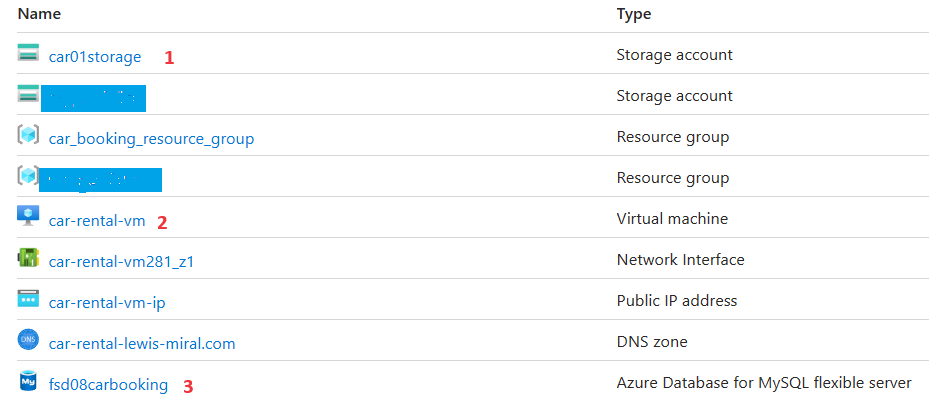 Name Type
car01storage 1 Storage account
Storage account
car_booking_resource_group Resource group
Resource group
car-rental-vm 2 Virtual machine
car-rental-vm281_z1 Network Interface
car-rental-vm-ip Public IP address
DNS car-rental-lewis-miral.com DNS zone
My fsd08carbooking 3 Azure Database for MySQL flexible server